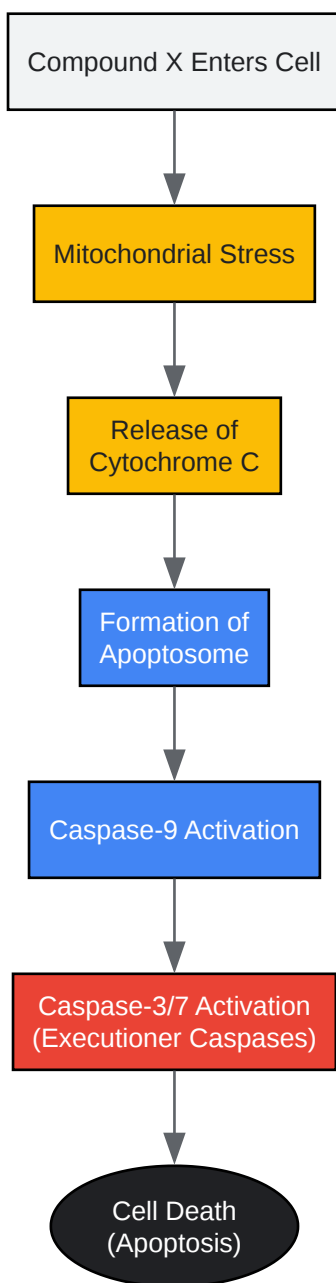 Compound X Enters Cell
Mitochondrial Stress
Release of
Cytochrome C
Formation of
Apoptosome
Caspase-9 Activation
Caspase-3/7 Activation
(Executioner Caspases)
Cell Death
(Apoptosis)